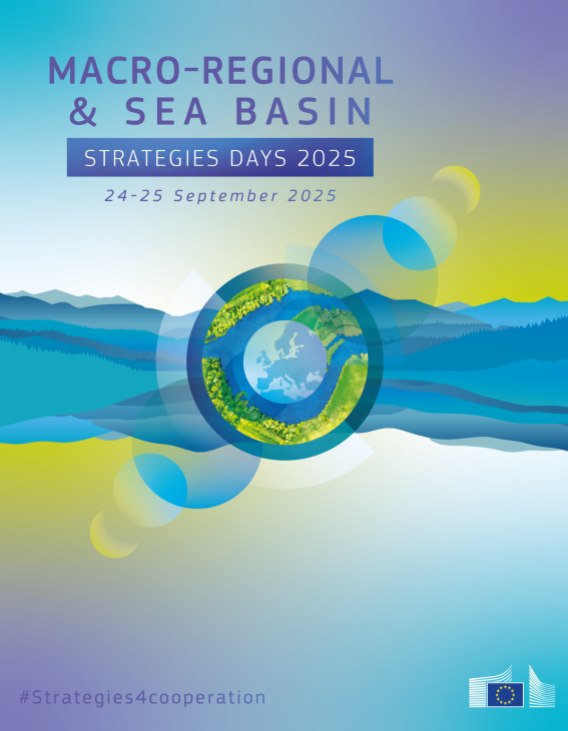 MACRO-REGIONAL
& SEA BASIN
STRATEGIES DAYS 2025
24-25 September 2025
#Strategies4cooperation